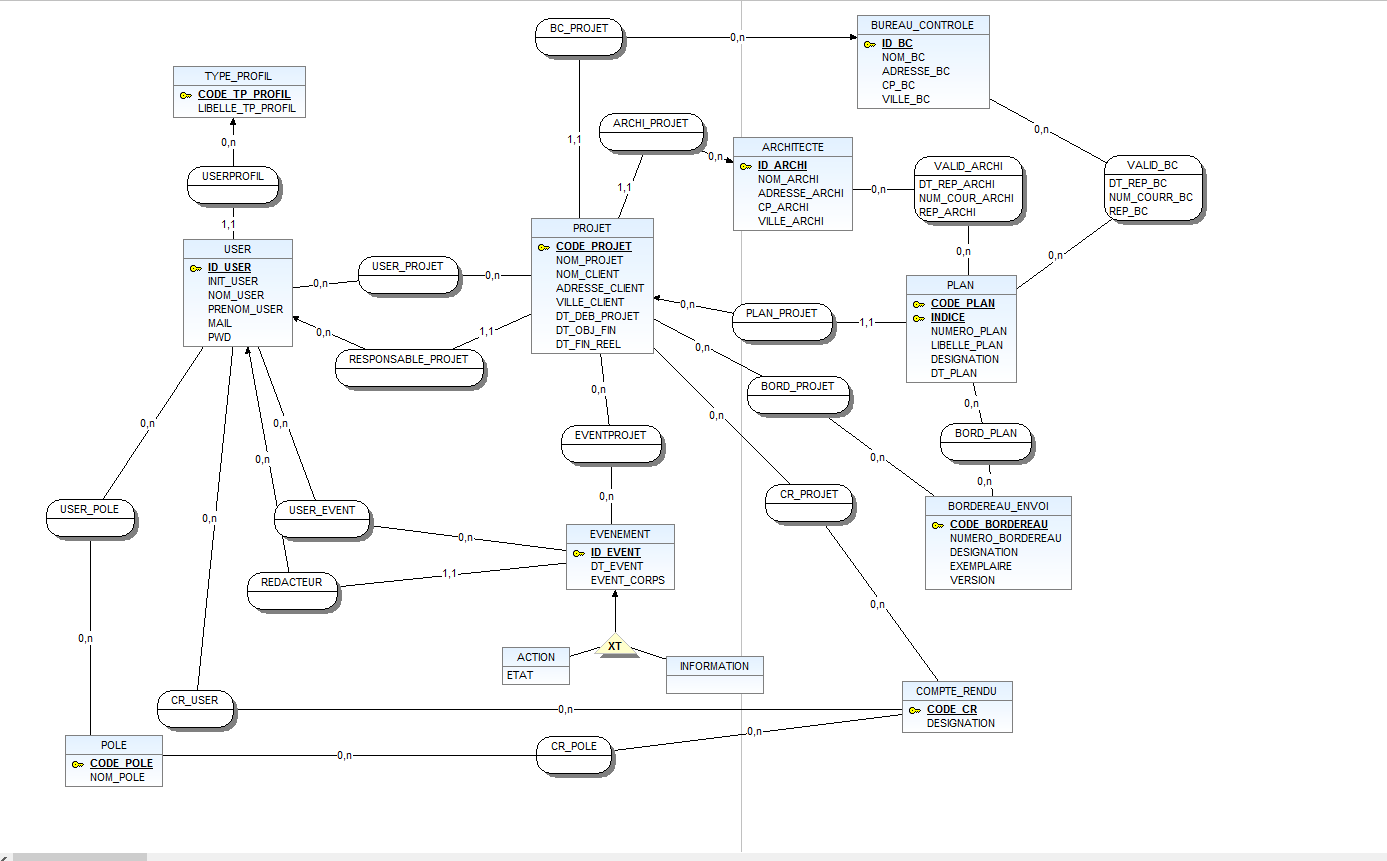 BC_PROJET
0,n
BUREAU_CONTROLE
ID_BC
NOM_BC
ADRESSE_BC
CP_BC
VILLE_BC
TYPE_PROFIL
CODE_TP_PROFIL
LIBELLE_TP_PROFIL
0,n
1,1
ARCHI_PROJET
0,n
1,1
ARCHITECTE
ID_ARCHI
NOM_ARCHI
ADRESSE_ARCHI
CP_ARCHI
VILLE_ARCHI
0,n
VALID_ARCHI
DT_REP_ARCHI
NUM_COUR_ARCHI
REP_ARCHI
0,n
0,n
VALID_BC
DT_REP_BC
NUM_COURR_BC
REP_BC
0,n
USERPROFIL
1,1
USER
ID_USER
INIT_USER
NOM_USER
PRENOM_USER
MAIL
PWD
0,n
USER_PROJET
0,n
PROJET
CODE_PROJET
NOM_PROJET
NOM_CLIENT
ADRESSE_CLIENT
VILLE_CLIENT
DT_DEB_PROJET
DT_OBJ_FIN
DT_FIN_REEL
0,n
RESPONSABLE_PROJET
1,1
0,n
PLAN_PROJET
1,1
PLAN
CODE_PLAN
INDICE
NUMERO_PLAN
LIBELLE_PLAN
DESIGNATION
DT_PLAN
0,n
BORD_PROJET
0,n
0,n
BORD_PLAN
0,n
0,n
EVENTPROJET
0,n
0,n
CR_PROJET
0,n
BORDEREAU_ENVOI
CODE_BORDEREAU
NUMERO_BORDEREAU
DESIGNATION
EXEMPLAIRE
VERSION
0,n
0,n
0,n
0,n
USER_POLE
USER_EVENT
0,n
REDACTEUR
1,1
EVENEMENT
ID_EVENT
DT_EVENT
EVENT_CORPS
XT
ACTION
ETAT
INFORMATION
0,n
CR_USER
0,n
COMPTE_RENDU
CODE_CR
DESIGNATION
POLE
CODE_POLE
NOM_POLE
0,n
CR_POLE
0,n